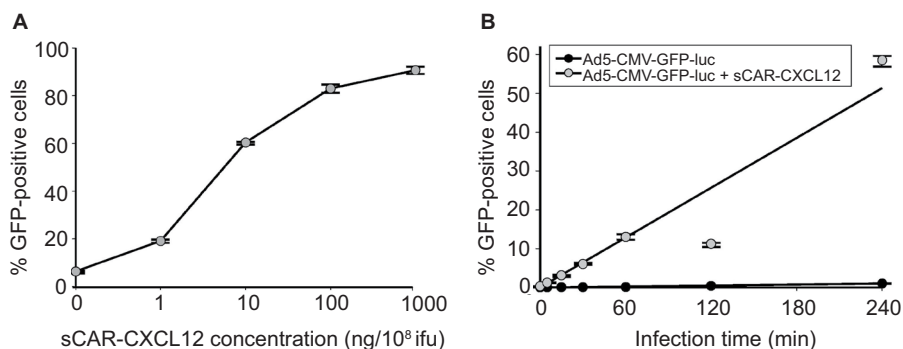 A
% GFP-positive cells
100
80
60
40
20
0
0 1 10 100 1000
sCAR-CXCL12 concentration (ng/10⁸ ifu)
B
% GFP-positive cells
60
50
40
30
20
10
0
Ad5-CMV-GFP-luc
Ad5-CMV-GFP-luc + sCAR-CXCL12
0 60 120 180 240
Infection time (min)